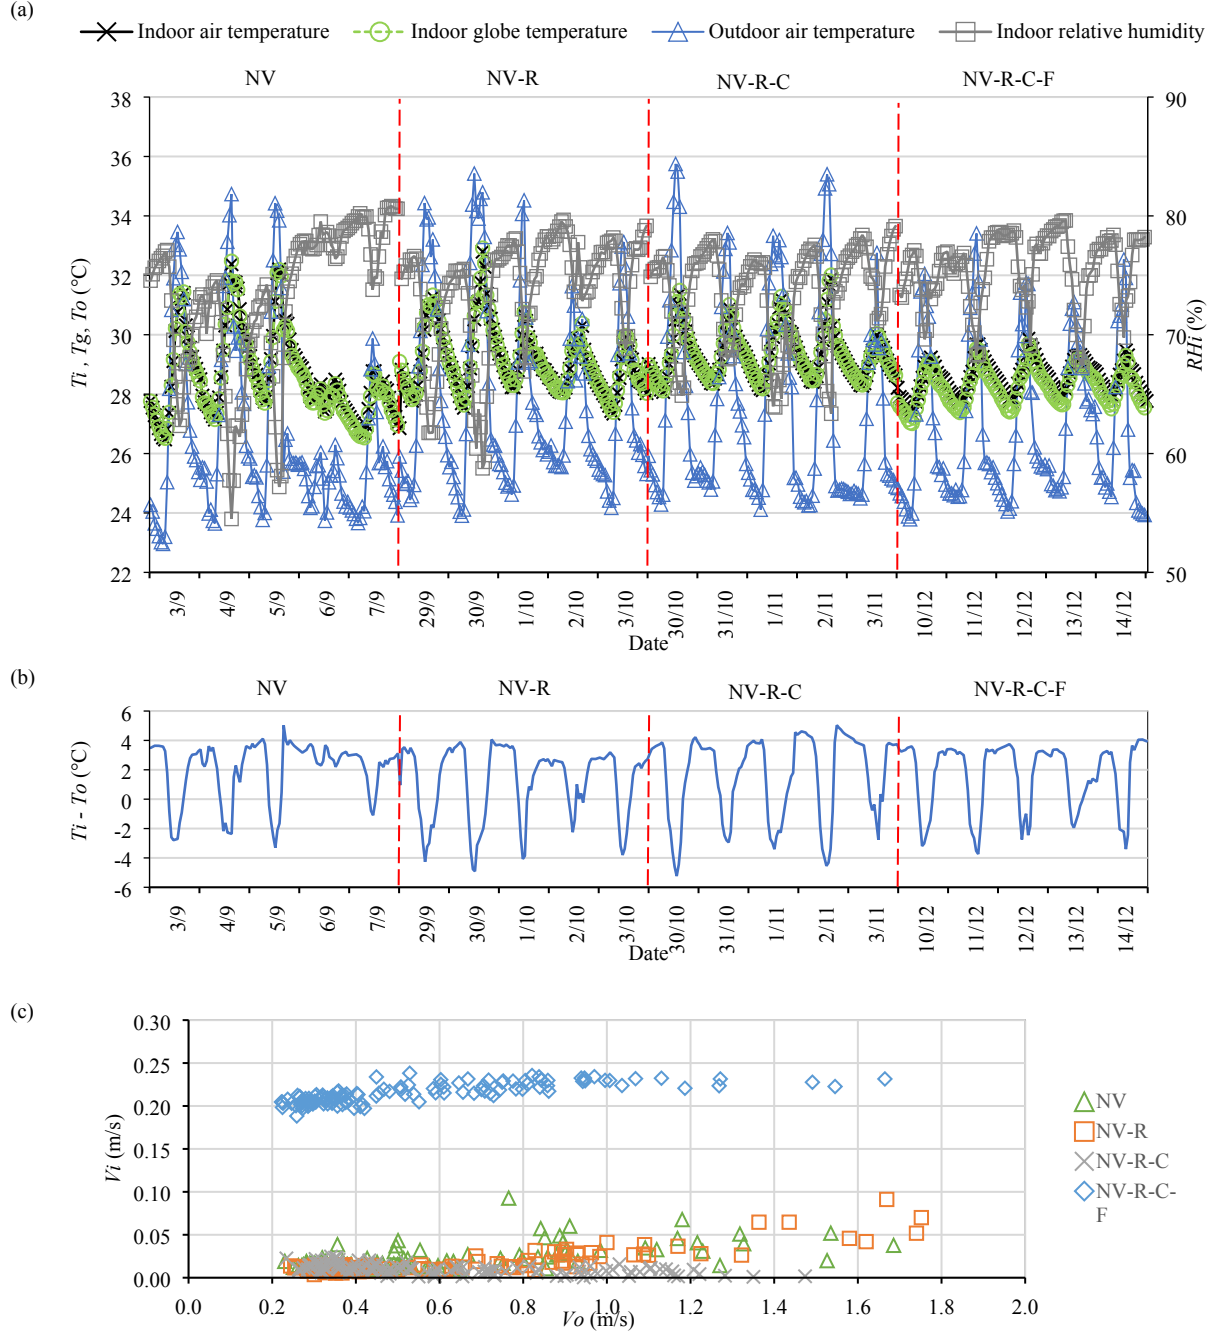 (a)
Indoor air temperature Indoor globe temperature Outdoor air temperature Indoor relative humidity
NV NV-R NV-R-C NV-R-C-F
38 90
36
34 80
32
30 70
28
26 60
24
22 50
Ti , Tg, To (°C)
RHi (%)
3/9 4/9 5/9 6/9 7/9 29/9 30/9 1/10 2/10 3/10 30/10 31/10 1/11 2/11 3/11 10/12 11/12 12/12 13/12 14/12
Date
(b)
NV NV-R NV-R-C NV-R-C-F
6
4
2
0
-2
-4
-6
Ti - To (°C)
3/9 4/9 5/9 6/9 7/9 29/9 30/9 1/10 2/10 3/10 30/10 31/10 1/11 2/11 3/11 10/12 11/12 12/12 13/12 14/12
Date
(c)
0.30
0.25
0.20
0.15
0.10
0.05
0.00
Vi (m/s)
0.0 0.2 0.4 0.6 0.8 1.0 1.2 1.4 1.6 1.8 2.0
Vo (m/s)
NV
NV-R
NV-R-C
NV-R-C-
F